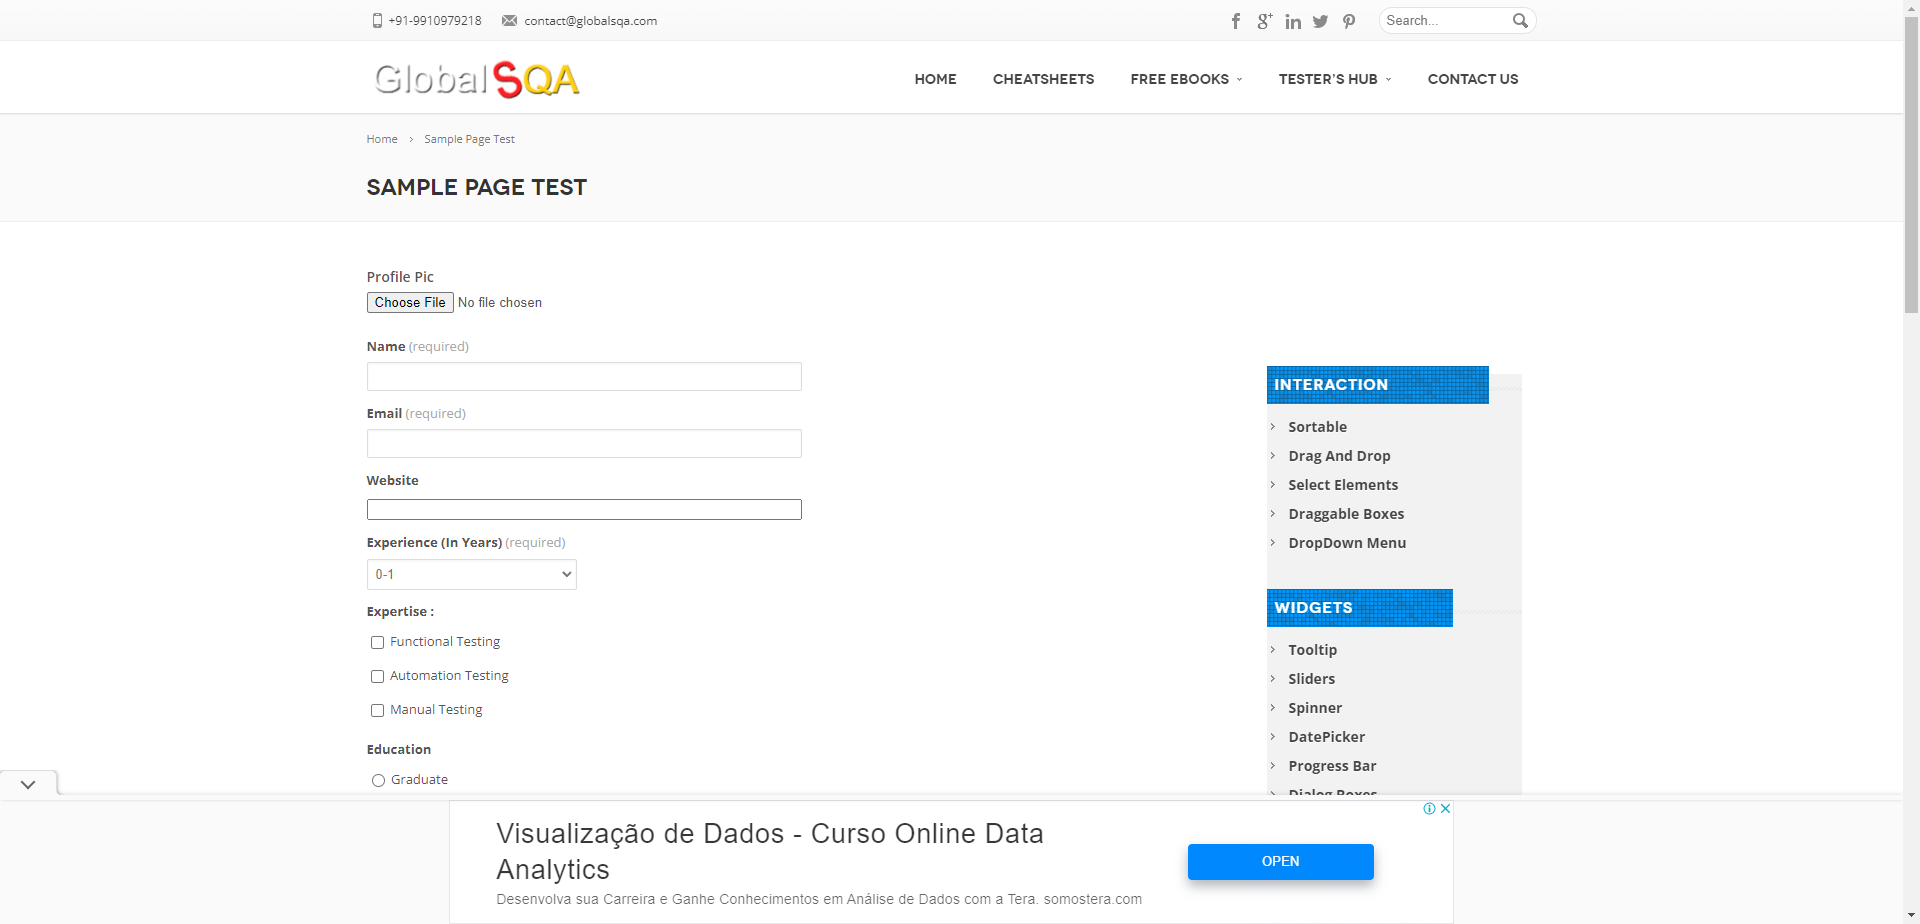 +91-9910979218 contact@globalsqa.com Search...
GlobalSQA HOME CHEATSHEETS FREE EBOOKS TESTER'S HUB CONTACT US
Home › Sample Page Test
SAMPLE PAGE TEST
Profile Pic
Choose File No file chosen
Name (required)
Email (required)
Website
Experience (In Years) (required)
0-1
Expertise :
Functional Testing
Automation Testing
Manual Testing
Education
Graduate
INTERACTION
Sortable
Drag And Drop
Select Elements
Draggable Boxes
DropDown Menu
WIDGETS
Tooltip
Sliders
Spinner
DatePicker
Progress Bar
Dialog Boxes
Visualização de Dados - Curso Online Data
Analytics
Desenvolva sua Carreira e Ganhe Conhecimentos em Análise de Dados com a Tera. somostera.com
OPEN